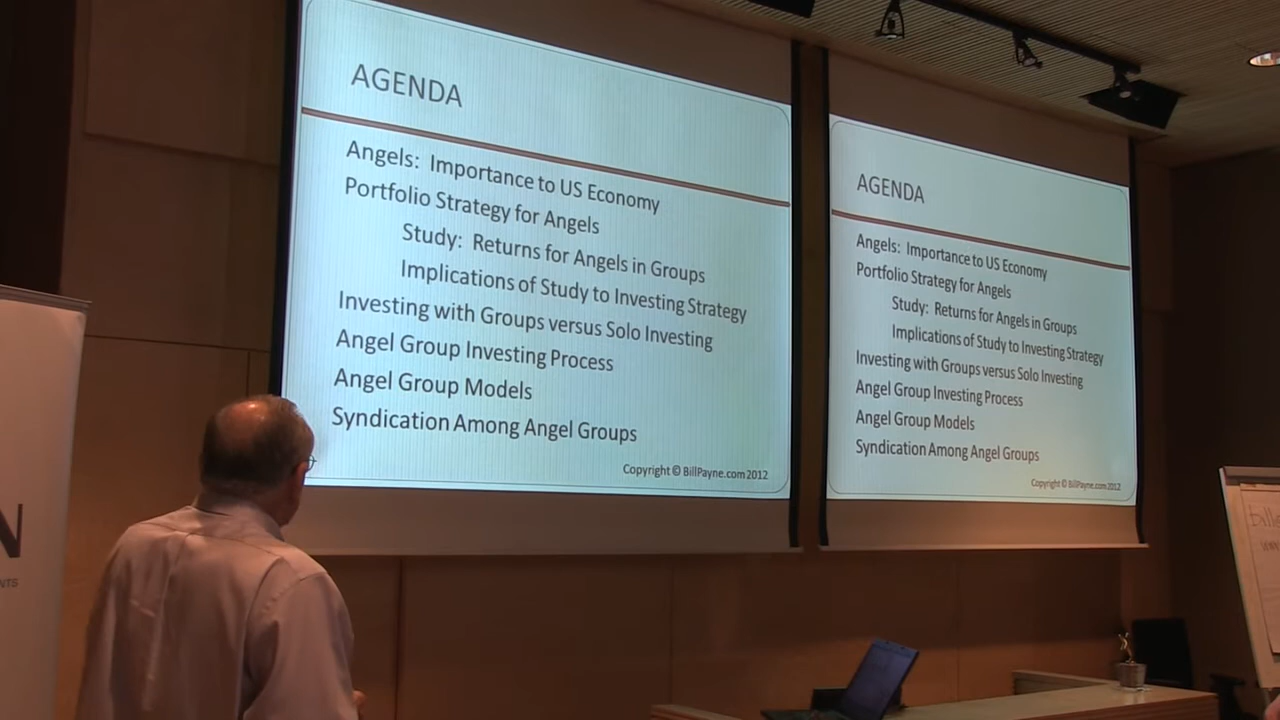 AGENDA
Angels: Importance to US Economy
Portfolio Strategy for Angels
Study: Returns for Angels in Groups
Implications of Study to Investing Strategy
Investing with Groups versus Solo Investing
Angel Group Investing Process
Angel Group Models
Syndication Among Angel Groups
Copyright © BillPayne.com 2012
AGENDA
Angels: Importance to US Economy
Portfolio Strategy for Angels
Study: Returns for Angels in Groups
Implications of Study to Investing Strategy
Investing with Groups versus Solo Investing
Angel Group Investing Process
Angel Group Models
Syndication Among Angel Groups
Copyright © BillPayne.com 2012
N
NTS